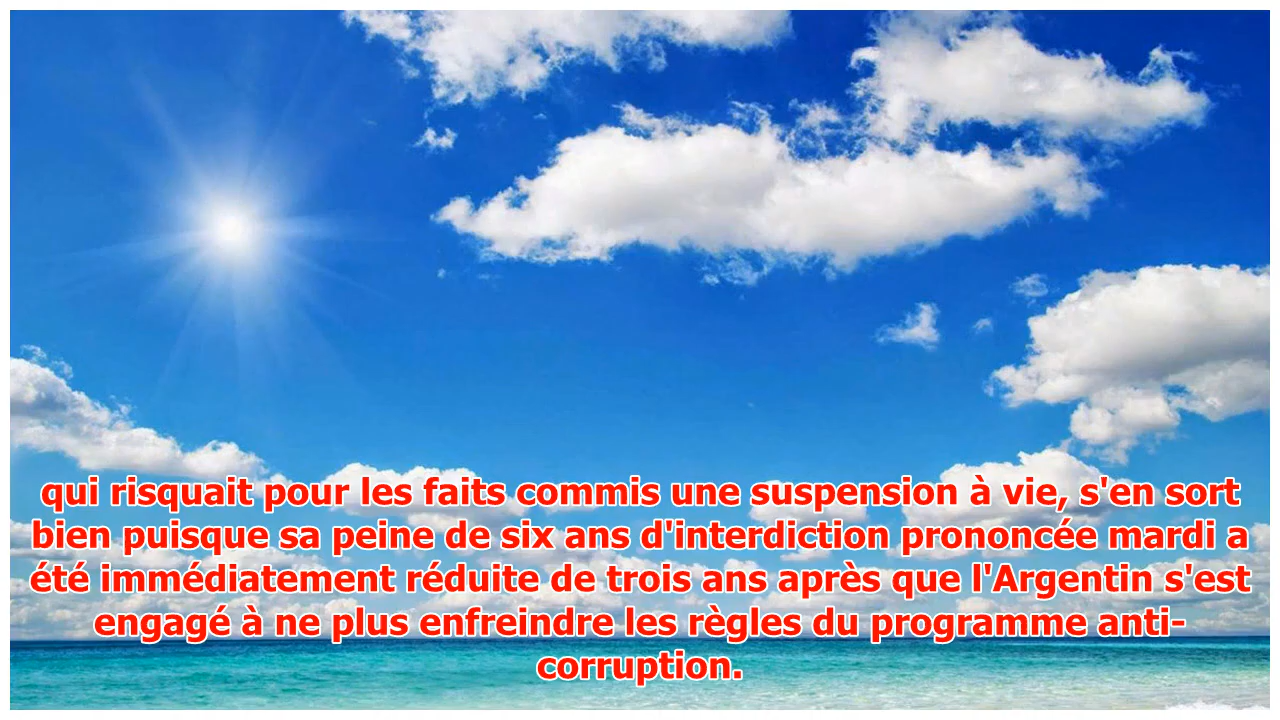 qui risquait pour les faits commis une suspension à vie, s'en sort
bien puisque sa peine de six ans d'interdiction prononcée mardi a
été immédiatement réduite de trois ans après que l'Argentin s'est
engagé à ne plus enfreindre les règles du programme anti-
corruption.